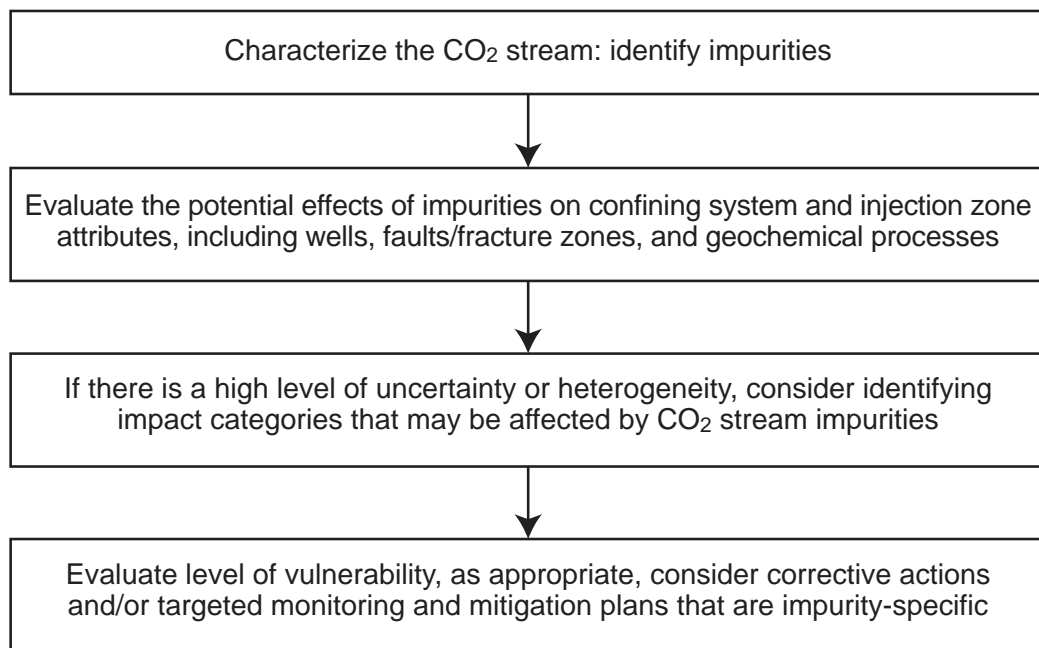 Characterize the CO2 stream: identify impurities
Evaluate the potential effects of impurities on confining system and injection zone
attributes, including wells, faults/fracture zones, and geochemical processes
If there is a high level of uncertainty or heterogeneity, consider identifying
impact categories that may be affected by CO2 stream impurities
Evaluate level of vulnerability, as appropriate, consider corrective actions
and/or targeted monitoring and mitigation plans that are impurity-specific